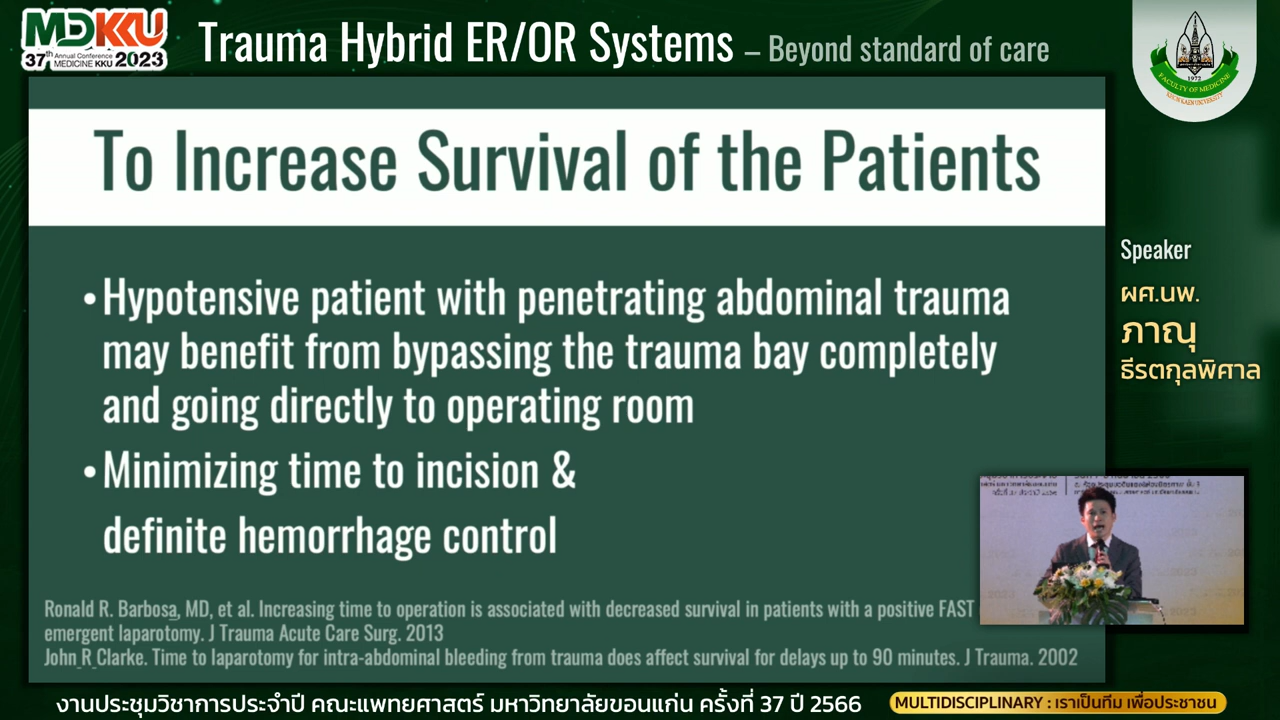 MDKKU
37th Annual Conference
MEDICINE KKU 2023
Trauma Hybrid ER/OR Systems – Beyond standard of care
1972
FACULTY OF MEDICINE
KHON KAEN UNIVERSITY
To Increase Survival of the Patients
• Hypotensive patient with penetrating abdominal trauma
may benefit from bypassing the trauma bay completely
and going directly to operating room
• Minimizing time to incision &
definite hemorrhage control
Ronald R. Barbosa, MD, et al. Increasing time to operation is associated with decreased survival in patients with a positive FAST
emergent laparotomy. J Trauma Acute Care Surg. 2013
John R Clarke. Time to laparotomy for intra-abdominal bleeding from trauma does affect survival for delays up to 90 minutes. J Trauma. 2002
Speaker
ผศ.นพ.
ภาณุ
ธีรตกุลพิศาล
งานประชุมวิชาการประจำปี คณะแพทยศาสตร์ มหาวิทยาลัยขอนแก่น ครั้งที่ 37 ปี 2566
MULTIDISCIPLINARY : เราเป็นทีม เพื่อประชาชน